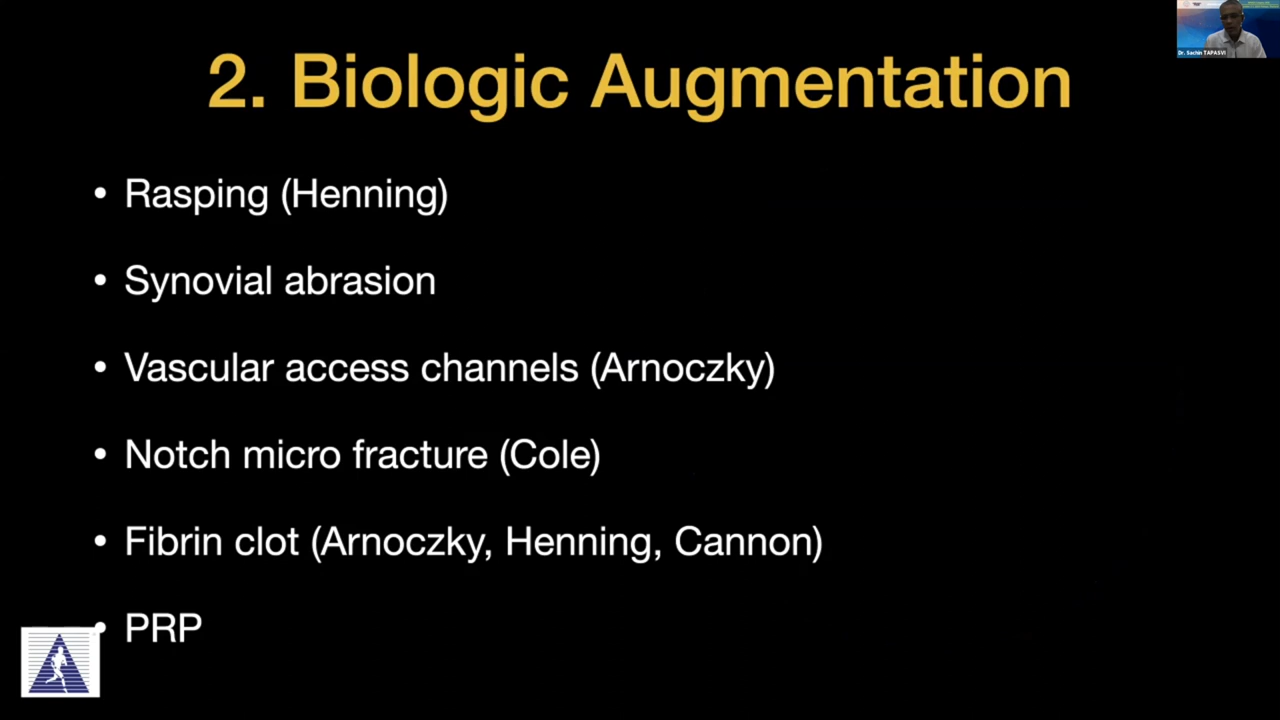 Dr. Sachin TAPASVI
2. Biologic Augmentation
• Rasping (Henning)
• Synovial abrasion
• Vascular access channels (Arnoczky)
• Notch micro fracture (Cole)
• Fibrin clot (Arnoczky, Henning, Cannon)
• PRP